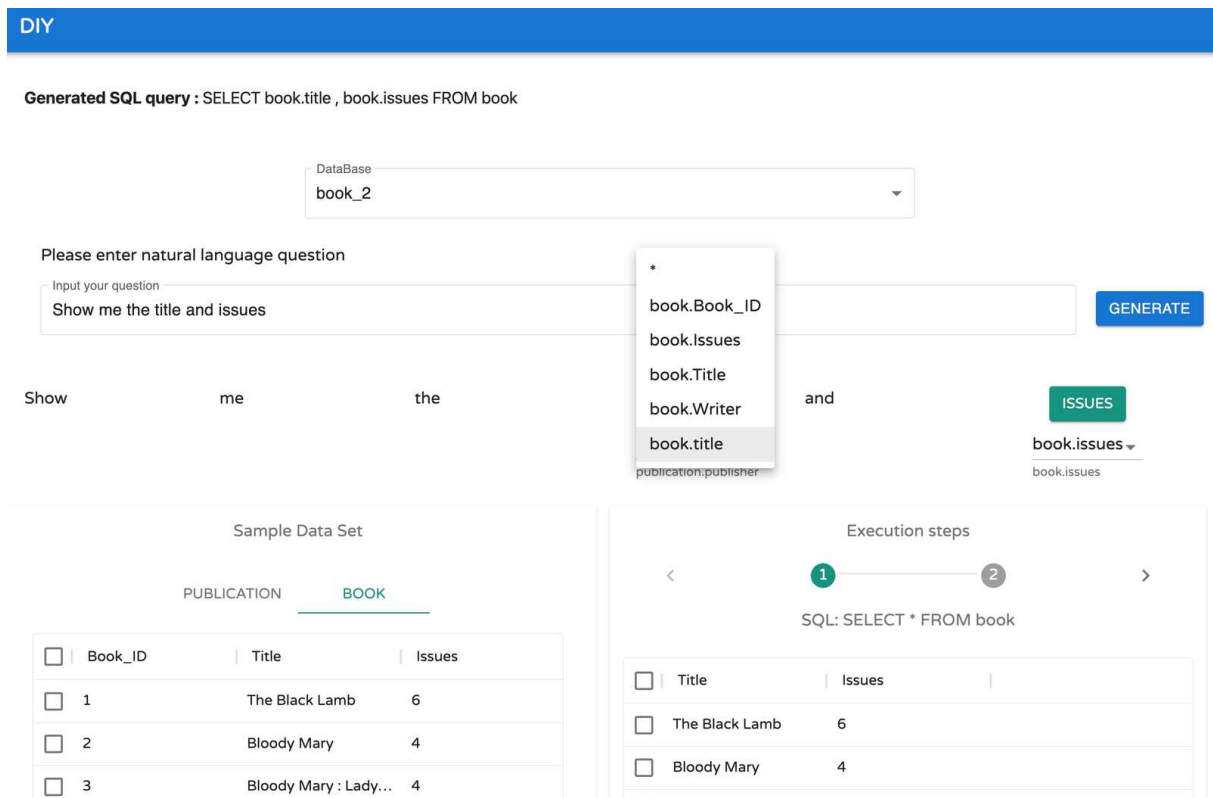 DIY
Generated SQL query : SELECT book.title , book.issues FROM book
DataBase
book_2
Please enter natural language question
Input your question
Show me the title and issues
GENERATE
*
book.Book_ID
book.Issues
book.Title
book.Writer
book.title
Show me the and ISSUES
book.issues
publication.publisher book.issues
Sample Data Set
PUBLICATION BOOK
Book_ID Title Issues
1 The Black Lamb 6
2 Bloody Mary 4
3 Bloody Mary : Lady... 4
Execution steps
1 2
SQL: SELECT * FROM book
Title Issues
The Black Lamb 6
Bloody Mary 4